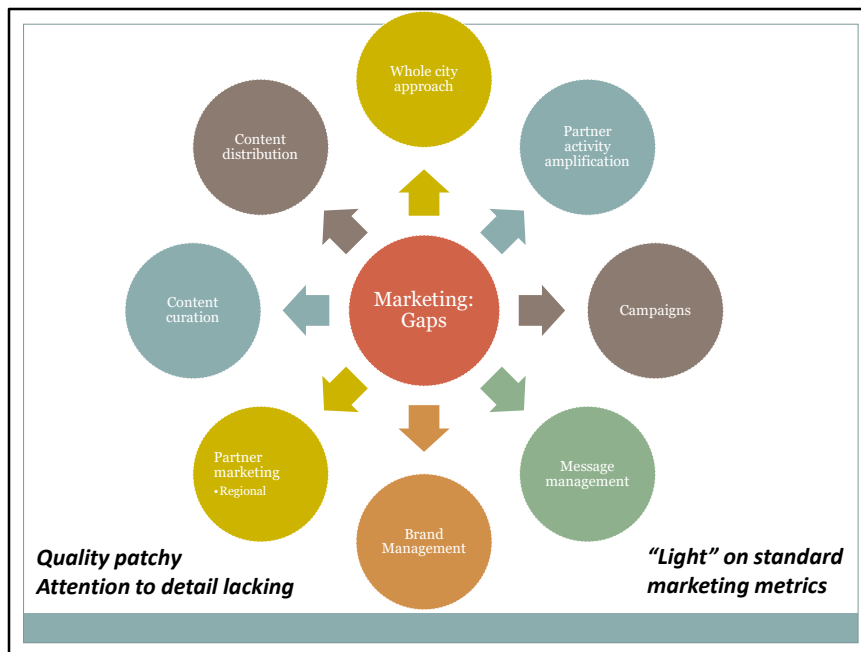 Whole city
approach
Partner
activity
amplification
Content
distribution
Marketing:
Gaps
Campaigns
Content
curation
Partner
marketing
• Regional
Message
management
Brand
Management
Quality patchy
Attention to detail lacking
“Light” on standard
marketing metrics